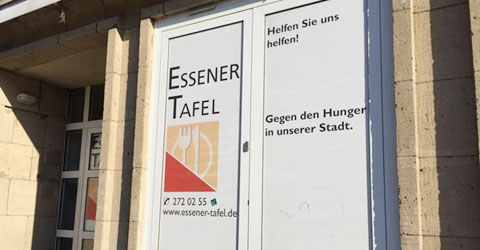 ESSENER
TAFEL
272 02 55
www.essener-tafel.de
Helfen Sie uns
helfen!
Gegen den Hunger
in unserer Stadt.
E
T